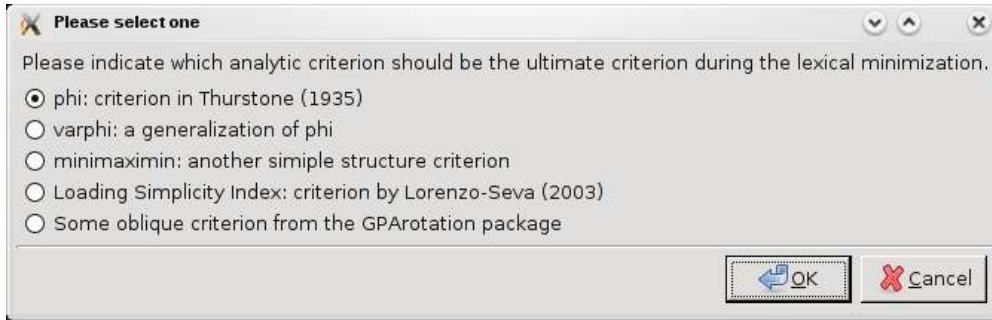 Please select one
Please indicate which analytic criterion should be the ultimate criterion during the lexical minimization.
phi: criterion in Thurstone (1935)
varphi: a generalization of phi
minimaximin: another simiple structure criterion
Loading Simplicity Index: criterion by Lorenzo-Seva (2003)
Some oblique criterion from the GPArotation package
OK Cancel